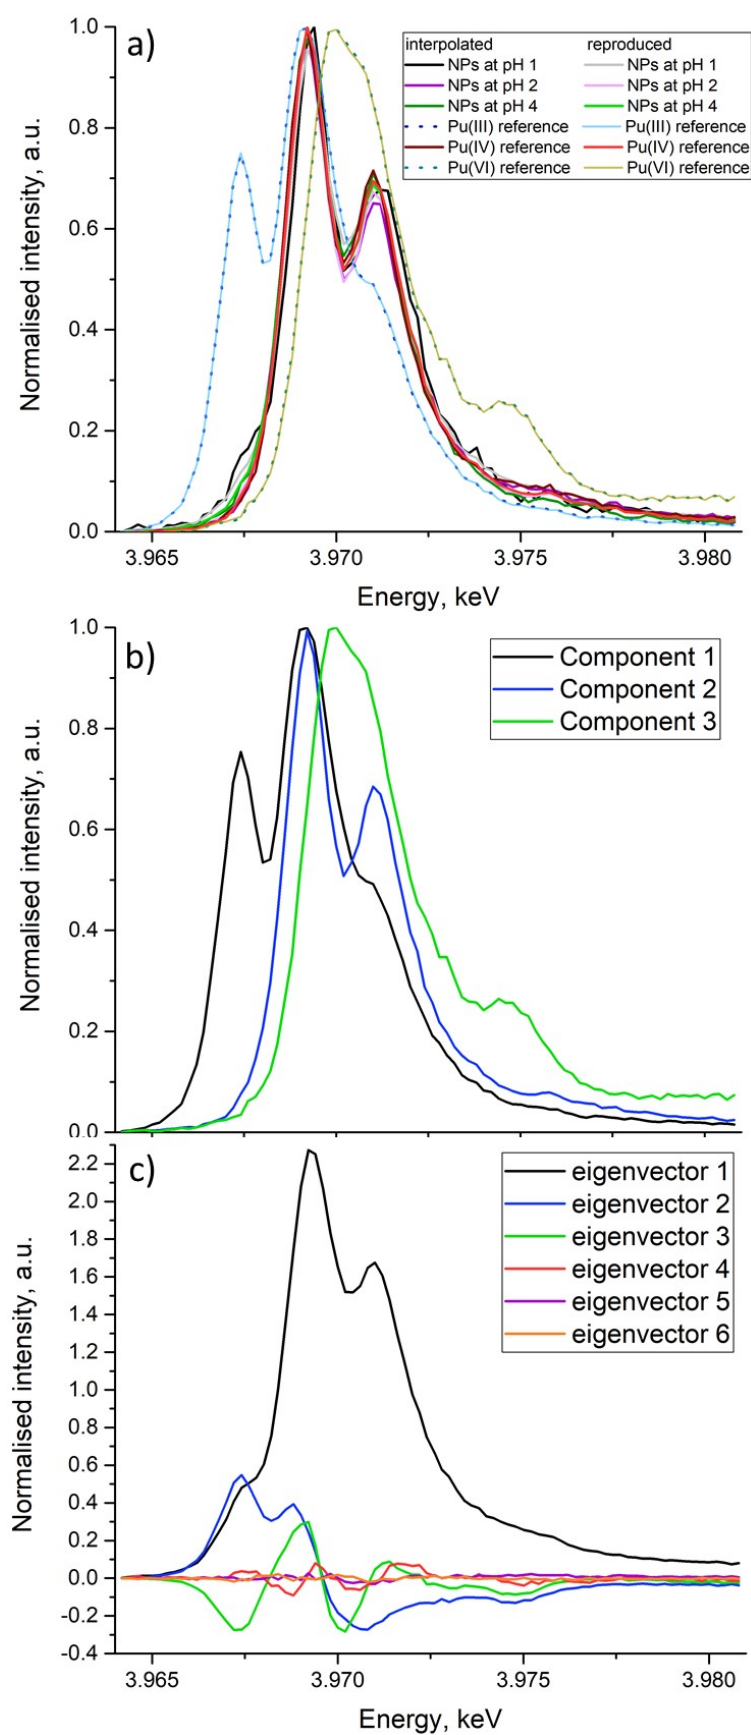 a)
interpolated reproduced
NPs at pH 1 NPs at pH 1
NPs at pH 2 NPs at pH 2
NPs at pH 4 NPs at pH 4
Pu(III) reference Pu(III) reference
Pu(IV) reference Pu(IV) reference
Pu(VI) reference Pu(VI) reference
Normalised intensity, a.u.
1.0
0.8
0.6
0.4
0.2
0.0
3.965 3.970 3.975 3.980
Energy, keV
b)
Component 1
Component 2
Component 3
Normalised intensity, a.u.
1.0
0.8
0.6
0.4
0.2
0.0
c)
eigenvector 1
eigenvector 2
eigenvector 3
eigenvector 4
eigenvector 5
eigenvector 6
Normalised intensity, a.u.
2.2
2.0
1.8
1.6
1.4
1.2
1.0
0.8
0.6
0.4
0.2
0.0
-0.2
-0.4
3.965 3.970 3.975 3.980
Energy, keV